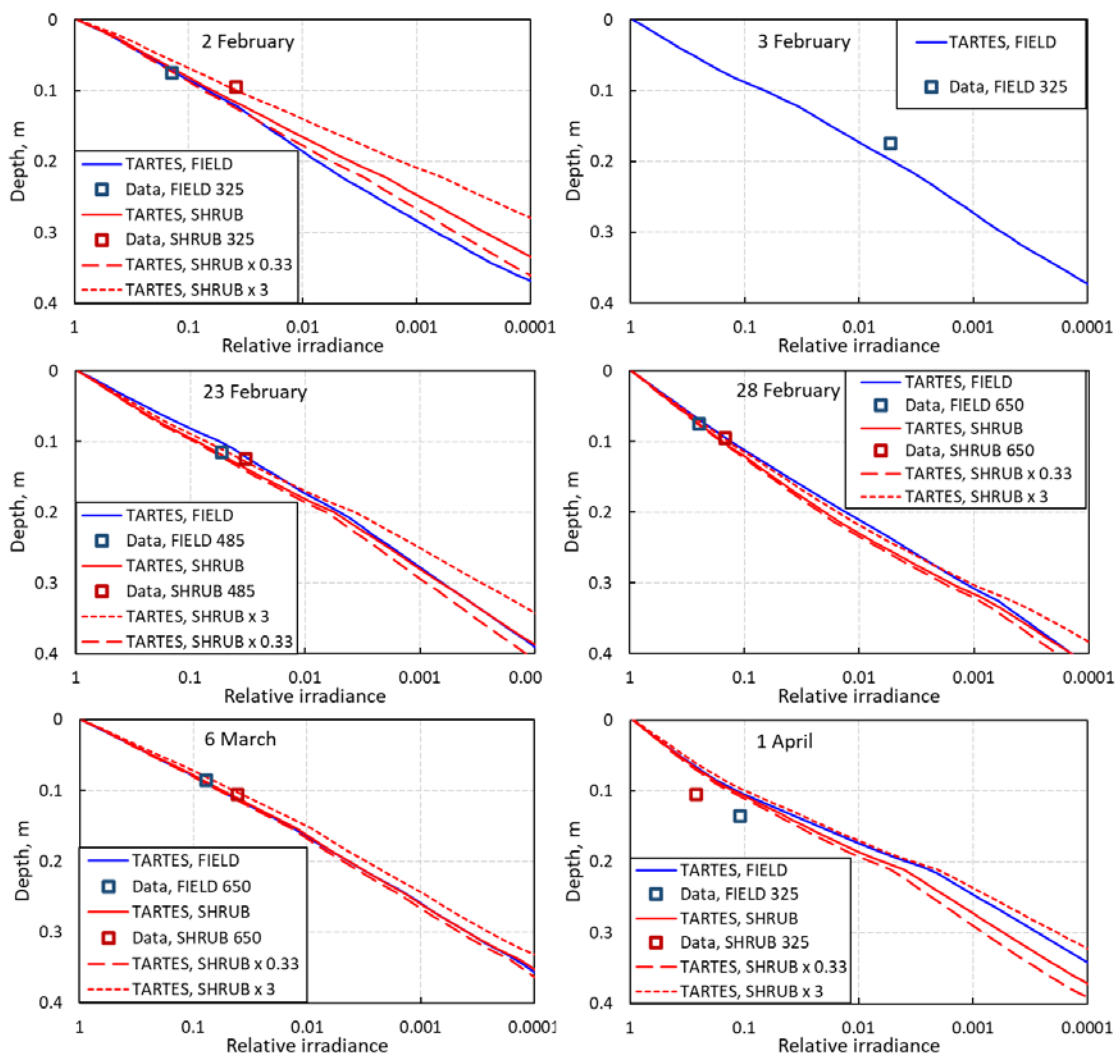 2 February
Depth, m
0
0.1
0.2
0.3
0.4
TARTES, FIELD
Data, FIELD 325
TARTES, SHRUB
Data, SHRUB 325
TARTES, SHRUB x 0.33
TARTES, SHRUB x 3
1 0.1 0.01 0.001 0.0001
Relative irradiance
3 February
Depth, m
0
0.1
0.2
0.3
0.4
TARTES, FIELD
Data, FIELD 325
1 0.1 0.01 0.001 0.0001
Relative irradiance
23 February
Depth, m
0
0.1
0.2
0.3
0.4
TARTES, FIELD
Data, FIELD 485
TARTES, SHRUB
Data, SHRUB 485
TARTES, SHRUB x 3
TARTES, SHRUB x 0.33
1 0.1 0.01 0.001 0.00
Relative irradiance
28 February
Depth, m
0
0.1
0.2
0.3
0.4
TARTES, FIELD
Data, FIELD 650
TARTES, SHRUB
Data, SHRUB 650
TARTES, SHRUB x 0.33
TARTES, SHRUB x 3
1 0.1 0.01 0.001 0.0001
Relative irradiance
6 March
Depth, m
0
0.1
0.2
0.3
0.4
TARTES, FIELD
Data, FIELD 650
TARTES, SHRUB
Data, SHRUB 650
TARTES, SHRUB x 0.33
TARTES, SHRUB x 3
1 0.1 0.01 0.001 0.0001
Relative irradiance
1 April
Depth, m
0
0.1
0.2
0.3
0.4
TARTES, FIELD
Data, FIELD 325
TARTES, SHRUB
Data, SHRUB 325
TARTES, SHRUB x 0.33
TARTES, SHRUB x 3
1 0.1 0.01 0.001 0.0001
Relative irradiance